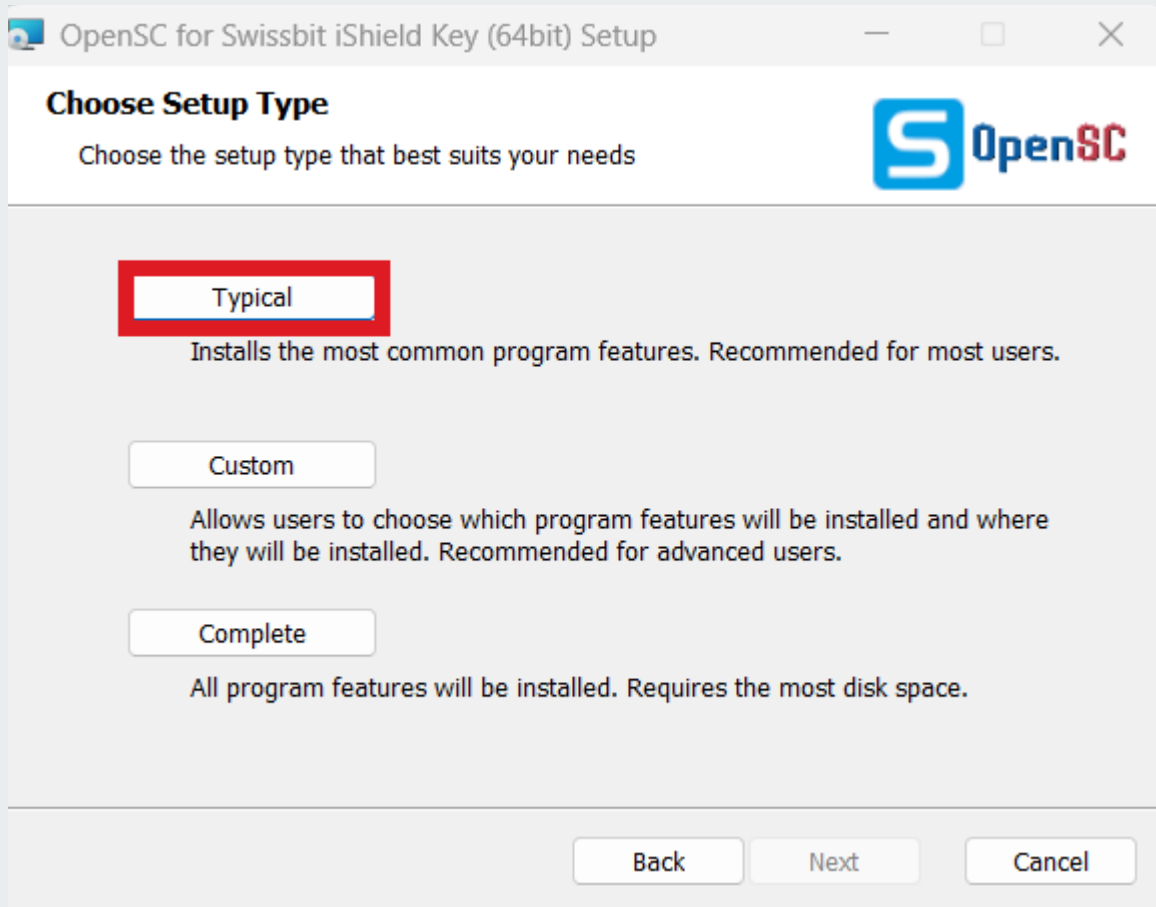 OpenSC for Swissbit iShield Key (64bit) Setup
Choose Setup Type
Choose the setup type that best suits your needs
S OpenSC
Typical
Installs the most common program features. Recommended for most users.
Custom
Allows users to choose which program features will be installed and where
they will be installed. Recommended for advanced users.
Complete
All program features will be installed. Requires the most disk space.
Back Next Cancel